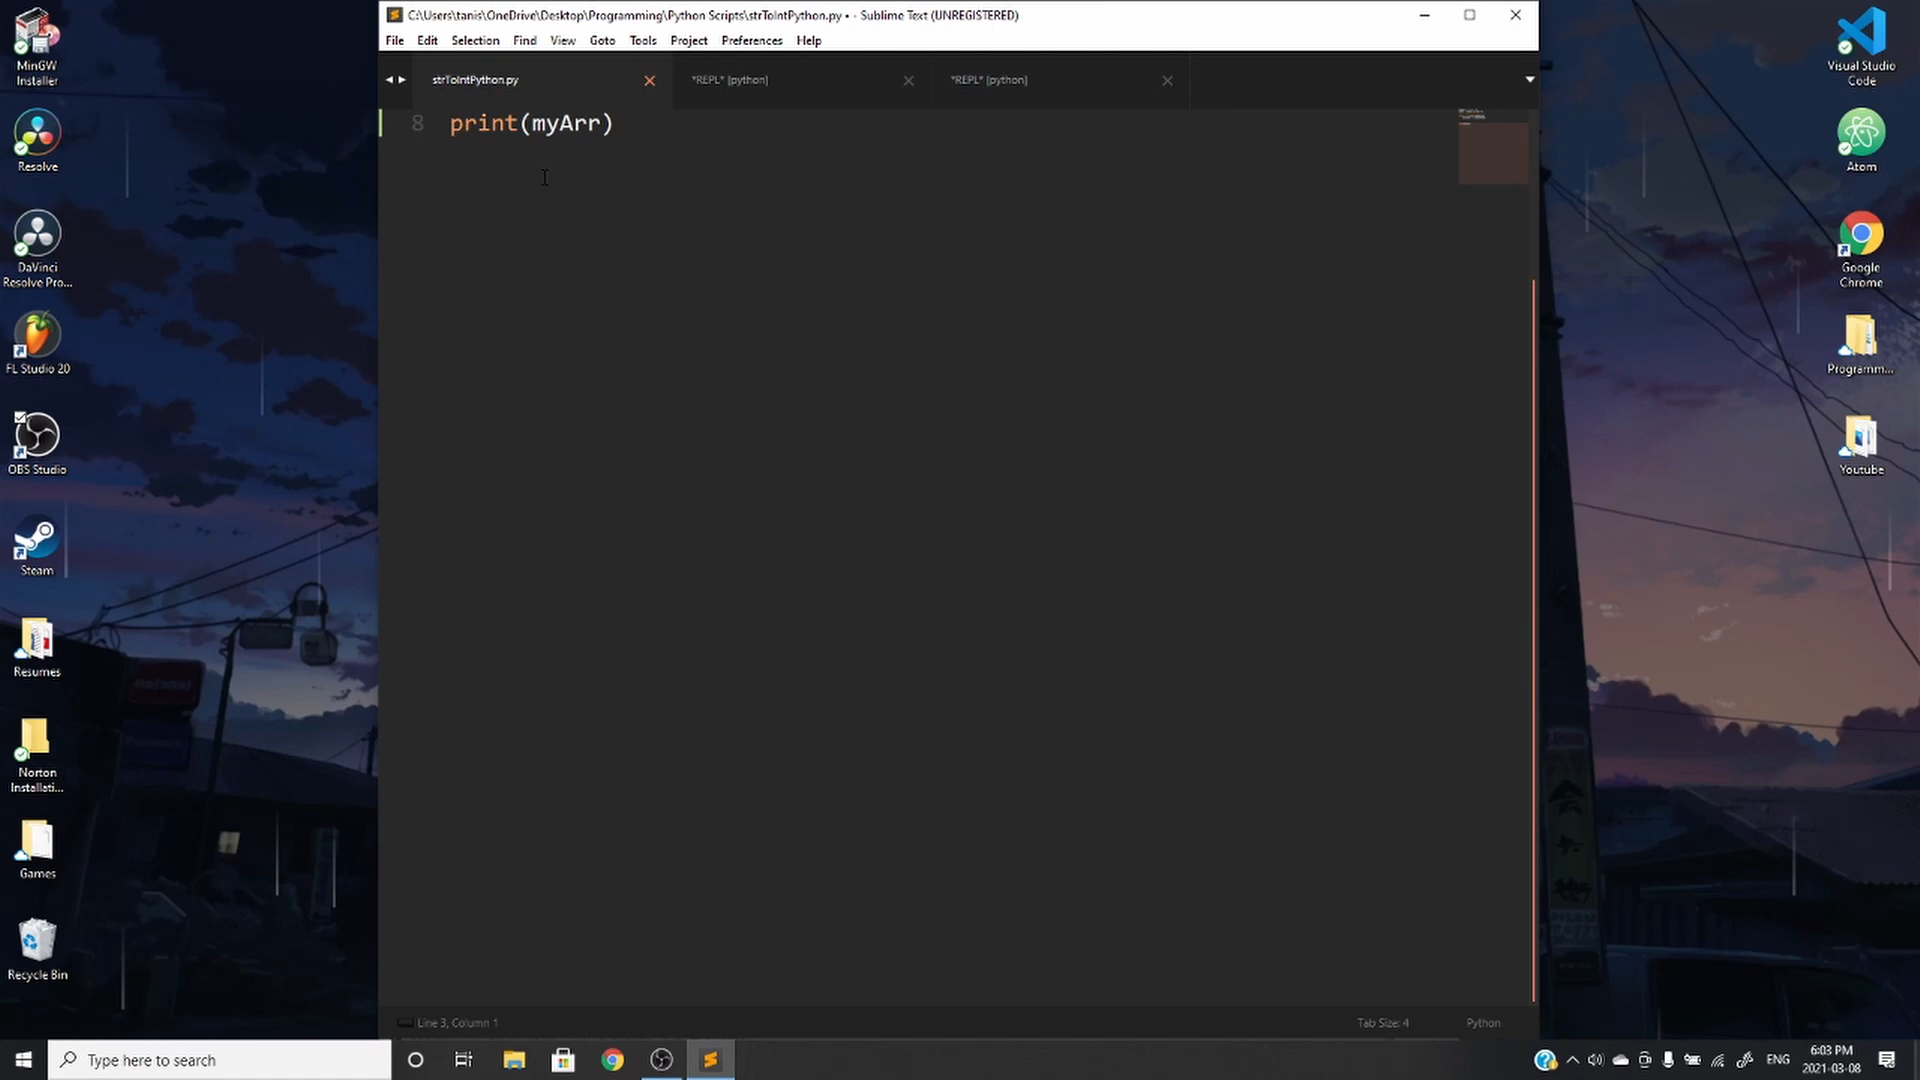 C:\Users\tanis\OneDrive\Desktop\Programming\Python Scripts\strToIntPython.py • - Sublime Text (UNREGISTERED)
File Edit Selection Find View Goto Tools Project Preferences Help
strToIntPython.py
*REPL* [python]
*REPL* [python]
8 print(myArr)
Line 3, Column 1
Tab Size: 4
Python
MinGW
Installer
Resolve
DaVinci
Resolve Pro...
FL Studio 20
OBS Studio
Steam
Resumes
Norton
Installati...
Games
Recycle Bin
Visual Studio
Code
Atom
Google
Chrome
Programm...
Youtube
Type here to search
ENG
6:03 PM
2021-03-08